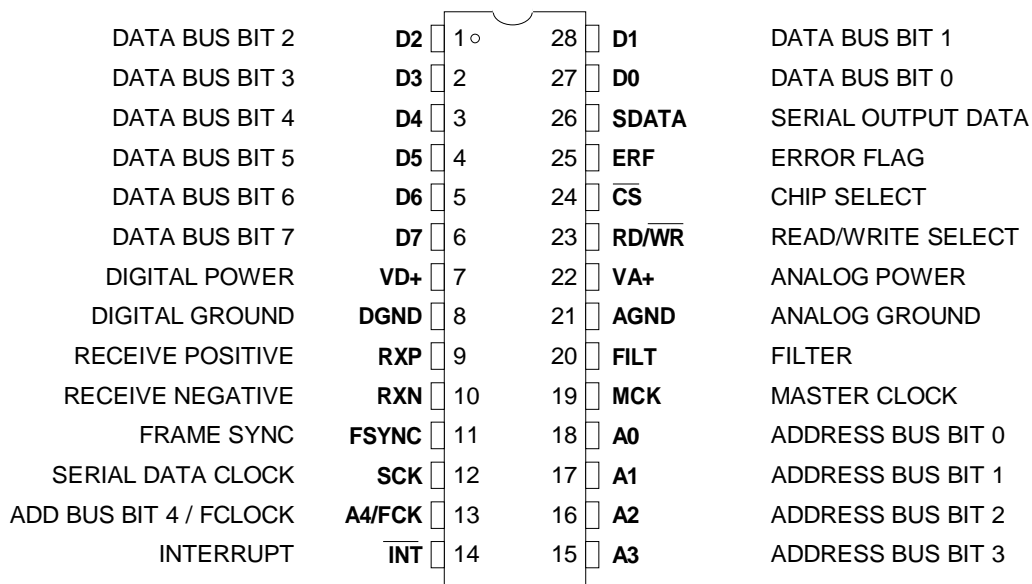 DATA BUS BIT 2 D2 1 28 D1 DATA BUS BIT 1
DATA BUS BIT 3 D3 2 27 D0 DATA BUS BIT 0
DATA BUS BIT 4 D4 3 26 SDATA SERIAL OUTPUT DATA
DATA BUS BIT 5 D5 4 25 ERF ERROR FLAG
DATA BUS BIT 6 D6 5 24 C̅S̅ CHIP SELECT
DATA BUS BIT 7 D7 6 23 RD/W̅R̅ READ/WRITE SELECT
DIGITAL POWER VD+ 7 22 VA+ ANALOG POWER
DIGITAL GROUND DGND 8 21 AGND ANALOG GROUND
RECEIVE POSITIVE RXP 9 20 FILT FILTER
RECEIVE NEGATIVE RXN 10 19 MCK MASTER CLOCK
FRAME SYNC FSYNC 11 18 A0 ADDRESS BUS BIT 0
SERIAL DATA CLOCK SCK 12 17 A1 ADDRESS BUS BIT 1
ADD BUS BIT 4 / FCLOCK A4/FCK 13 16 A2 ADDRESS BUS BIT 2
INTERRUPT I̅N̅T̅ 14 15 A3 ADDRESS BUS BIT 3